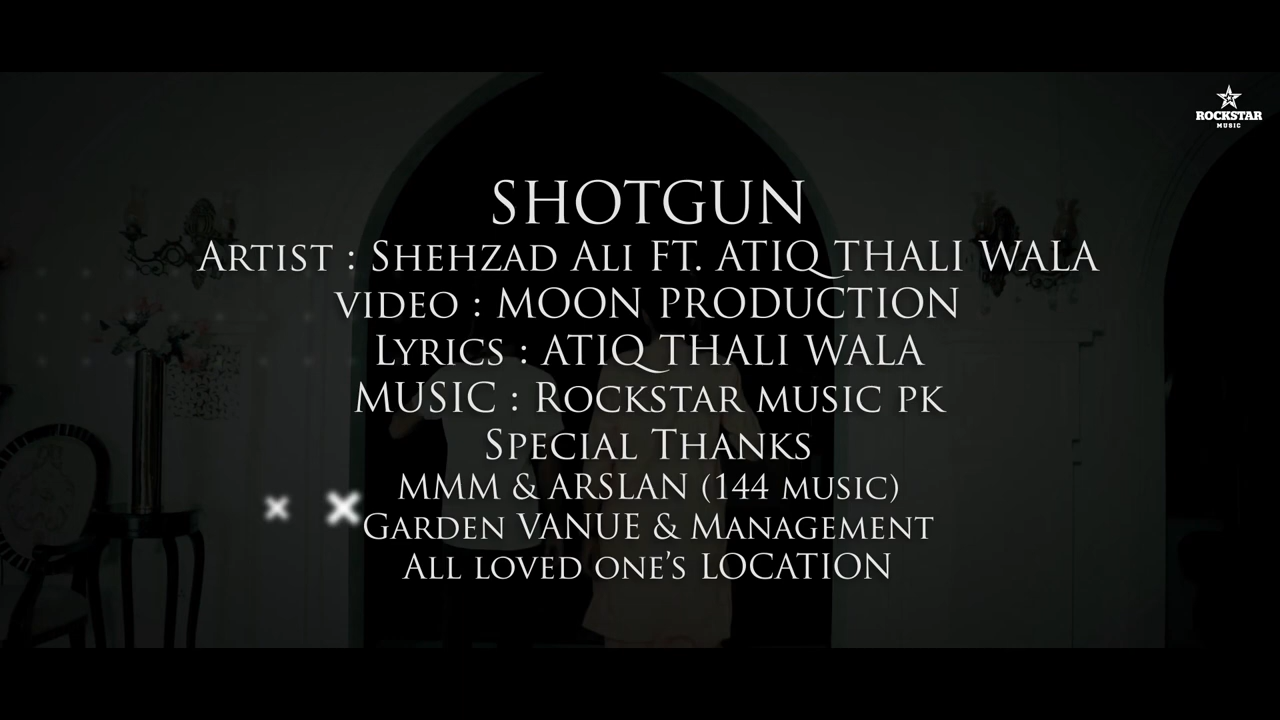 ROCKSTAR
MUSIC
SHOTGUN
ARTIST : SHEHZAD ALI FT. ATIQ THALI WALA
VIDEO : MOON PRODUCTION
LYRICS : ATIQ THALI WALA
MUSIC : ROCKSTAR MUSIC PK
SPECIAL THANKS
MMM & ARSLAN (144 MUSIC)
GARDEN VANUE & MANAGEMENT
ALL LOVED ONE'S LOCATION